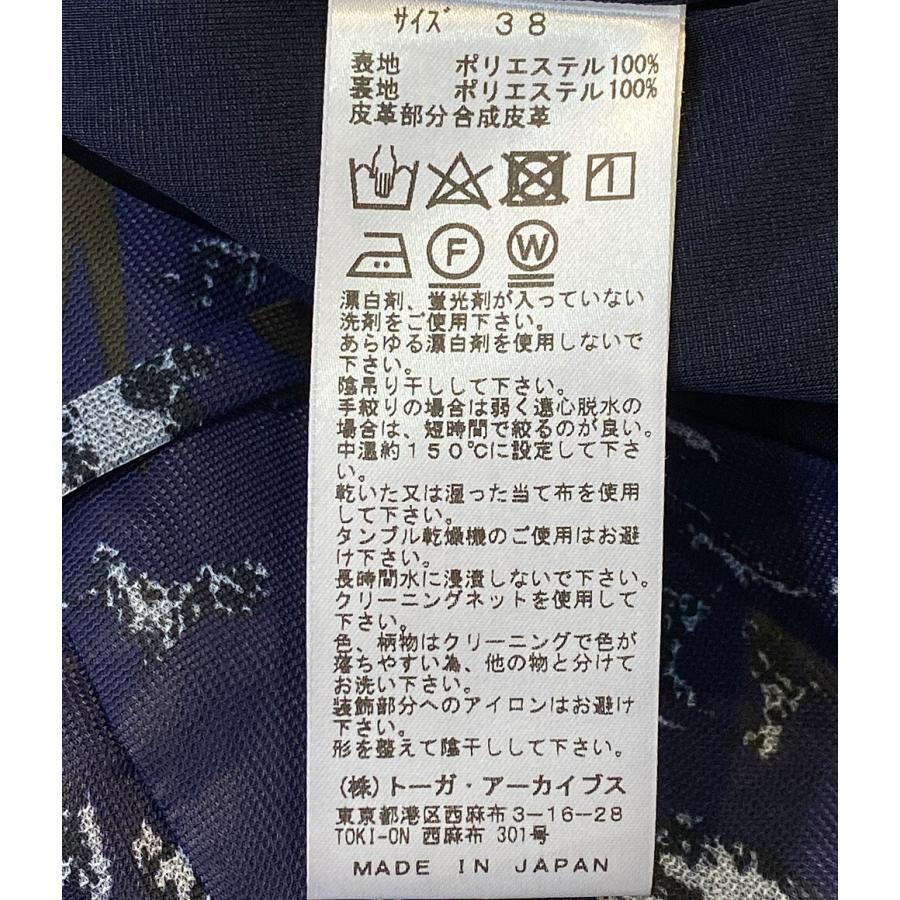 サイズ 38
表地 ポリエステル100%
裏地 ポリエステル100%
皮革部分合成皮革
F W
漂白剤、蛍光剤が入っていない
洗剤をご使用下さい。
あらゆる漂白剤を使用しないで
下さい。
陰吊り干しして下さい。
手絞りの場合は弱く遠心脱水の
場合は、短時間で絞るのが良い。
中温約150℃に設定して下さ
い。
乾いた又は湿った当て布を使用
して下さい。
タンブル乾燥機のご使用はお避
け下さい。
長時間水に浸漬しないで下さい。
クリーニングネットを使用して
下さい。
色、柄物はクリーニングで色が
落ちやすい為、他の物と分けて
お洗い下さい。
装飾部分へのアイロンはお避け
下さい。
形を整えて陰干しして下さい。
(株)トーガ・アーカイブス
東京都港区西麻布3-16-28
TOKI-ON 西麻布 301号
MADE IN JAPAN